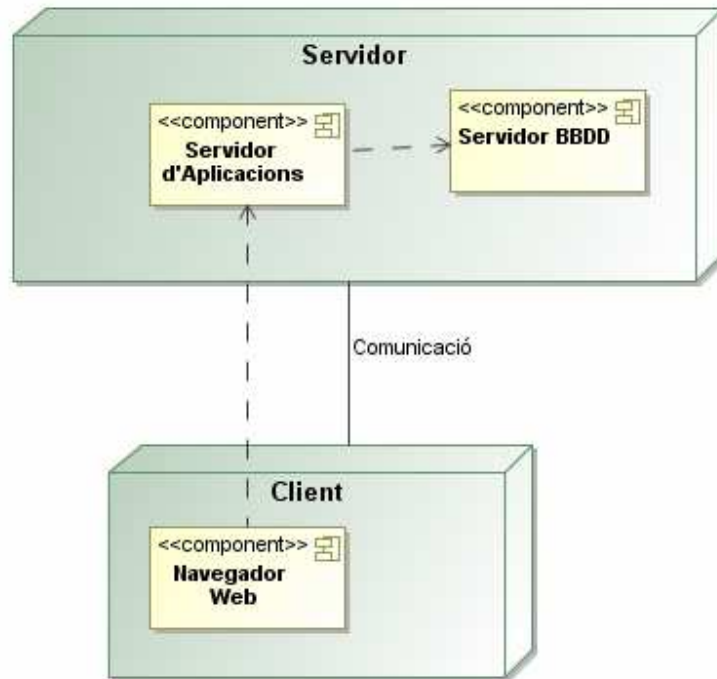 Servidor
<<component>>
Servidor
d'Aplicacions
<<component>>
Servidor BBDD
Comunicació
Client
<<component>>
Navegador
Web